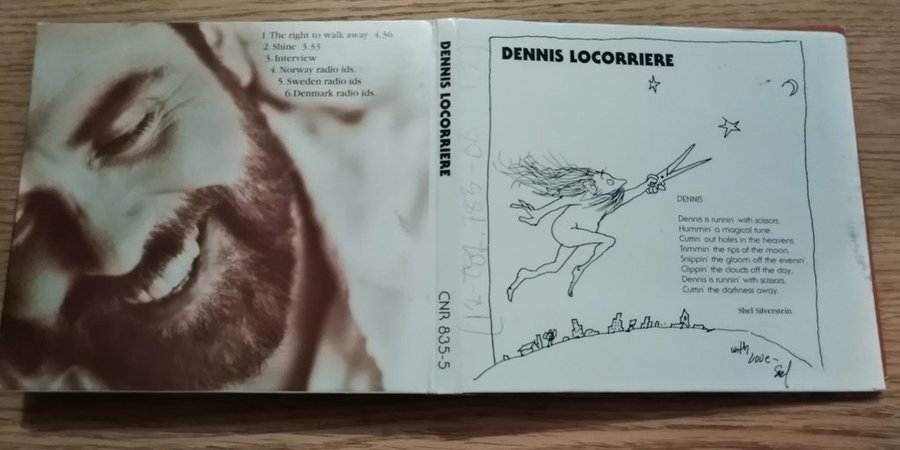 1. The right to walk away 4.36
2 Shine 3.33
3. Interview
4. Norway radio ids.
5. Sweden radio ids
6. Denmark radio ids.
DENNIS LOCORRIERE
CNR 835-5
DENNIS LOCORRIERE
DENNIS
Dennis is runnin' with scissors.
Hummin' a magical tune.
Cuttin' out holes in the heavens,
Trimmin' the tips of the moon.
Snippin' the gloom off the evenin'
Clippin' the clouds off the day,
Dennis is runnin' with scissors,
Cuttin' the darkness away.
Shel Silverstein
with
Love -
Shel